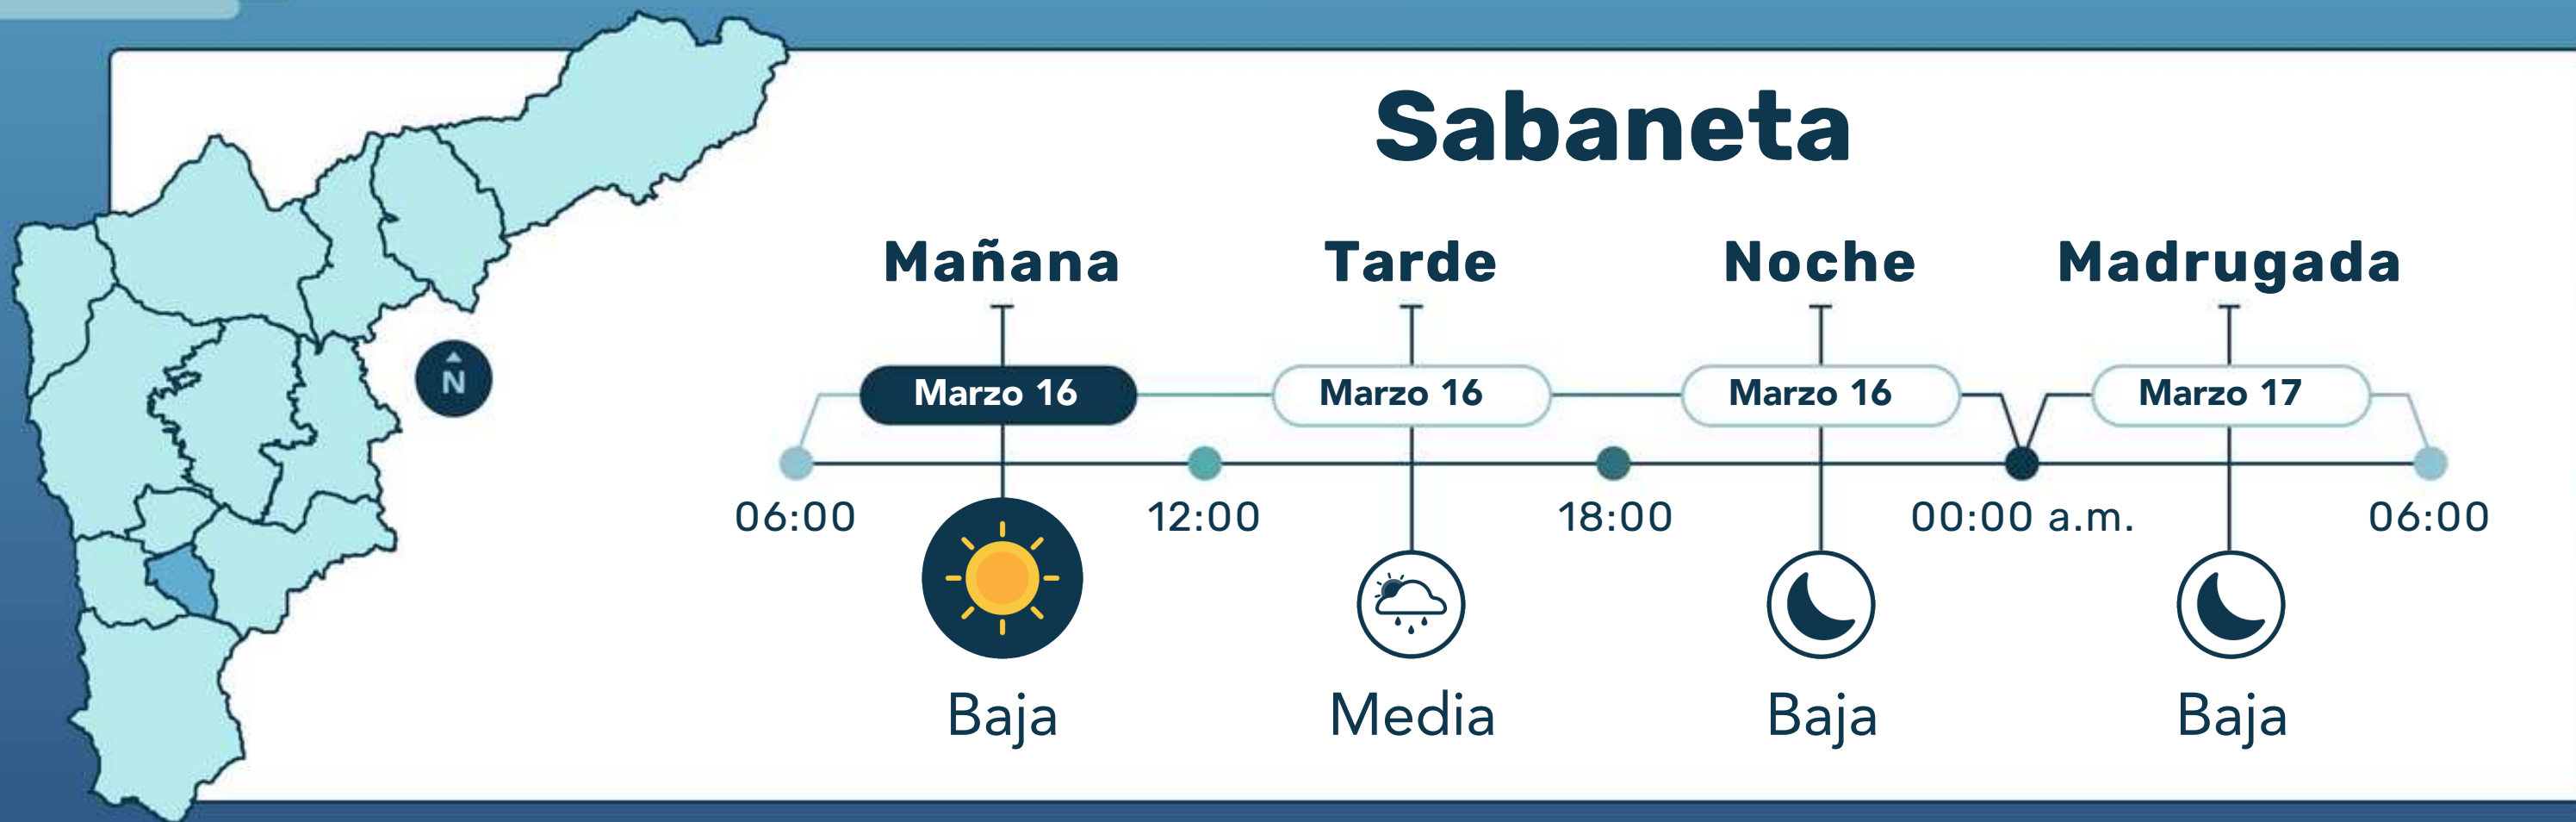 Sabaneta
Mañana Tarde Noche Madrugada
Marzo 16 Marzo 16 Marzo 16 Marzo 17
N
06:00 12:00 18:00 00:00 a.m. 06:00
Baja Media Baja Baja